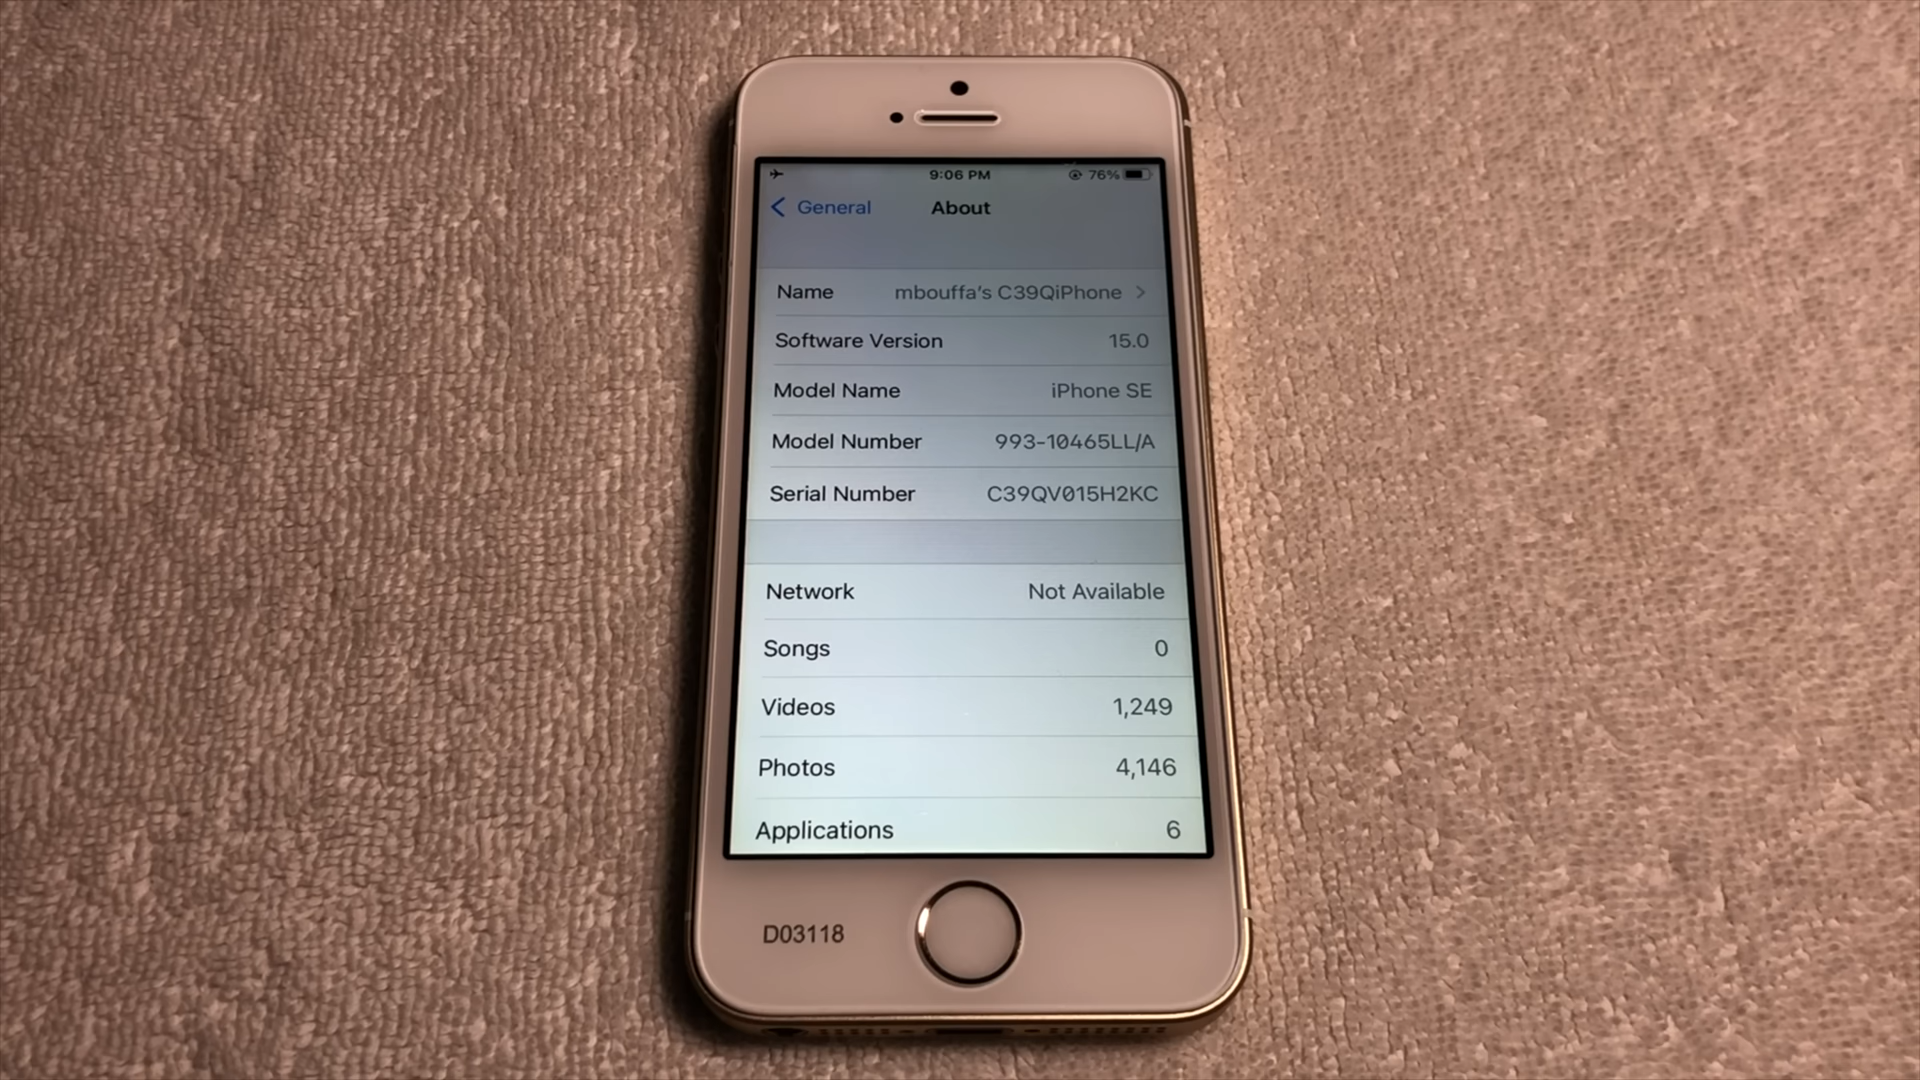 9:06 PM 76%
General About
Name mbouffa’s C39QiPhone
Software Version 15.0
Model Name iPhone SE
Model Number 993-10465LL/A
Serial Number C39QV015H2KC
Network Not Available
Songs 0
Videos 1,249
Photos 4,146
Applications 6
D03118